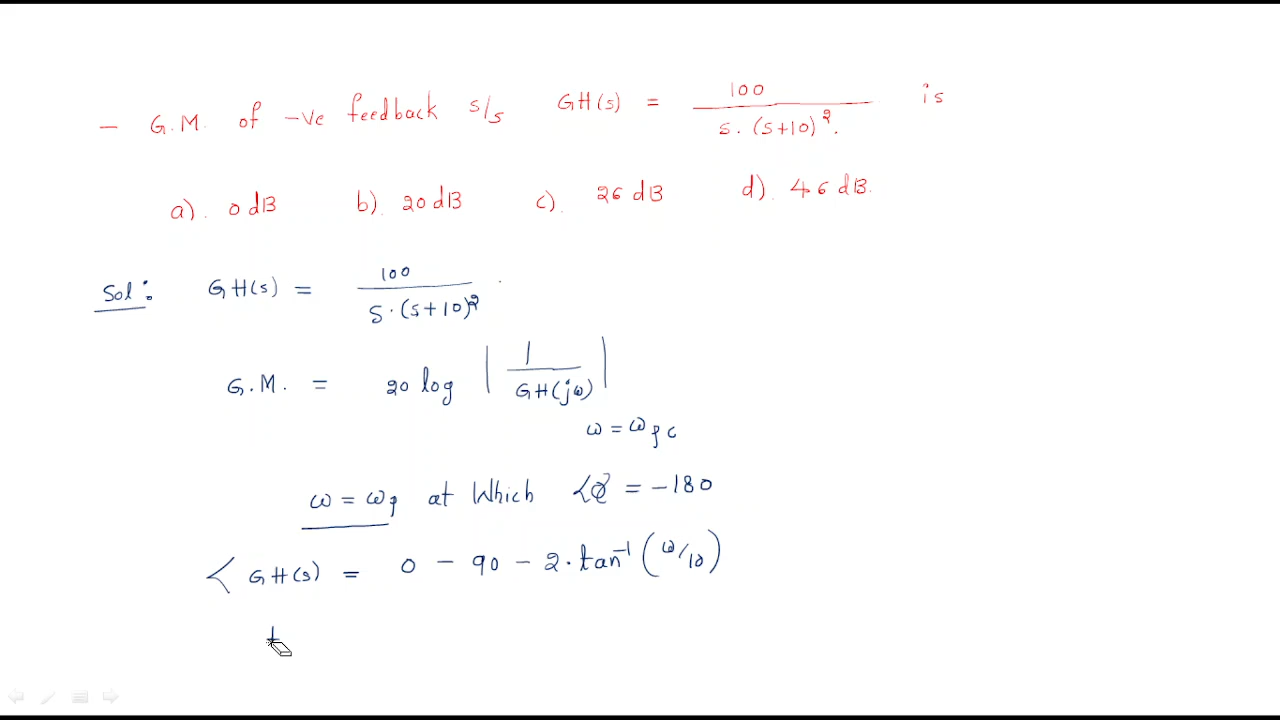 - G.M. of -ve feedback s/s GH(s) = 100 / s.(s+10)². is
a). 0 dB b). 20 dB c). 26 dB d). 46 dB.
Sol: GH(s) = 100 / s.(s+10)²
G.M. = 20 log | 1 / GH(jω) |
ω = ωpc
ω = ωp at which ∠ = -180
∠ GH(s) = 0 - 90 - 2.tan⁻¹(ω/10)